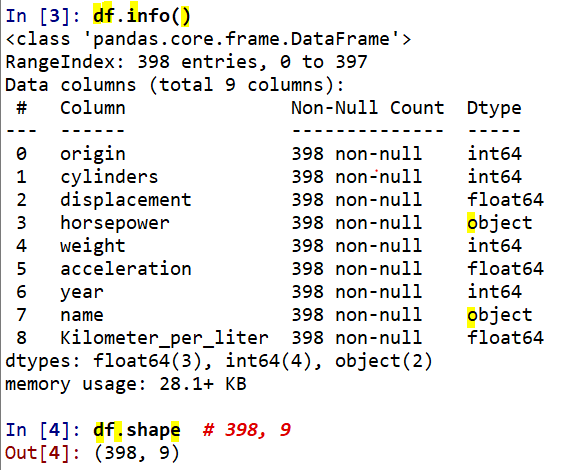 In [3]: df.info()
<class 'pandas.core.frame.DataFrame'>
RangeIndex: 398 entries, 0 to 397
Data columns (total 9 columns):
 #   Column              Non-Null Count  Dtype
---  ------              --------------  -----
 0   origin              398 non-null    int64
 1   cylinders           398 non-null    int64
 2   displacement        398 non-null    float64
 3   horsepower          398 non-null    object
 4   weight              398 non-null    int64
 5   acceleration        398 non-null    float64
 6   year                398 non-null    int64
 7   name                398 non-null    object
 8   Kilometer_per_liter 398 non-null    float64
dtypes: float64(3), int64(4), object(2)
memory usage: 28.1+ KB
In [4]: df.shape  # 398, 9
Out[4]: (398, 9)